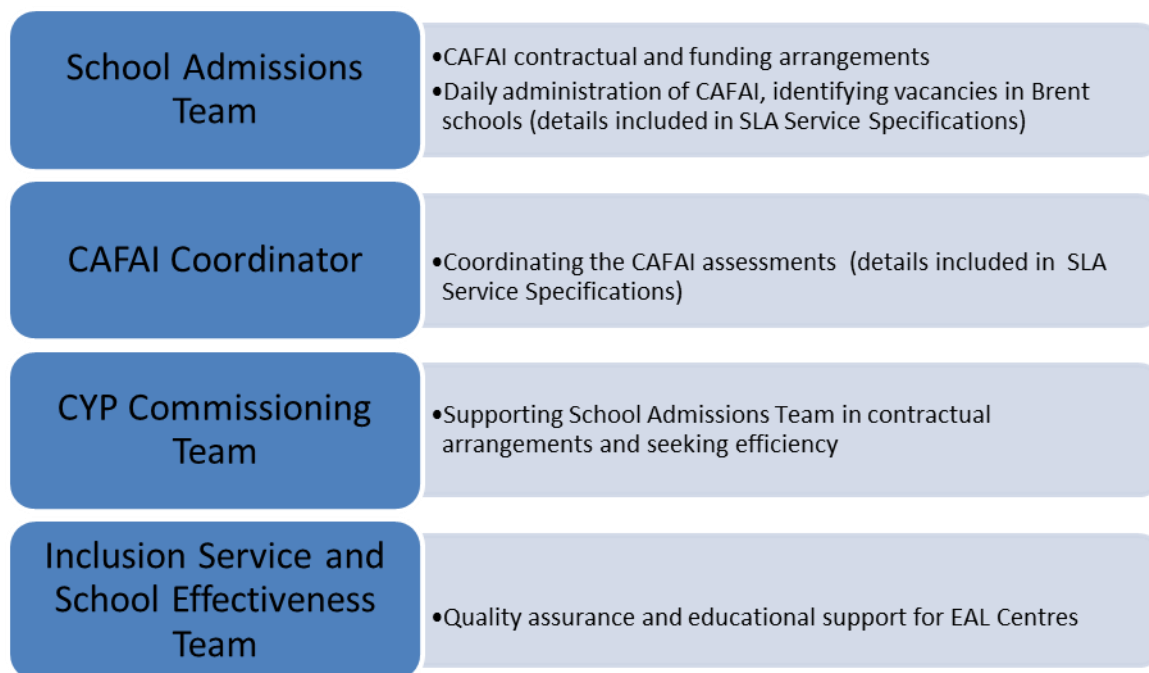 School Admissions
Team
•CAFAI contractual and funding arrangements
•Daily administration of CAFAI, identifying vacancies in Brent
schools (details included in SLA Service Specifications)
CAFAI Coordinator
•Coordinating the CAFAI assessments  (details included in  SLA
Service Specifications)
CYP Commissioning
Team
•Supporting School Admissions Team in contractual
arrangements and seeking efficiency
Inclusion Service and
School Effectiveness
Team
•Quality assurance and educational support for EAL Centres